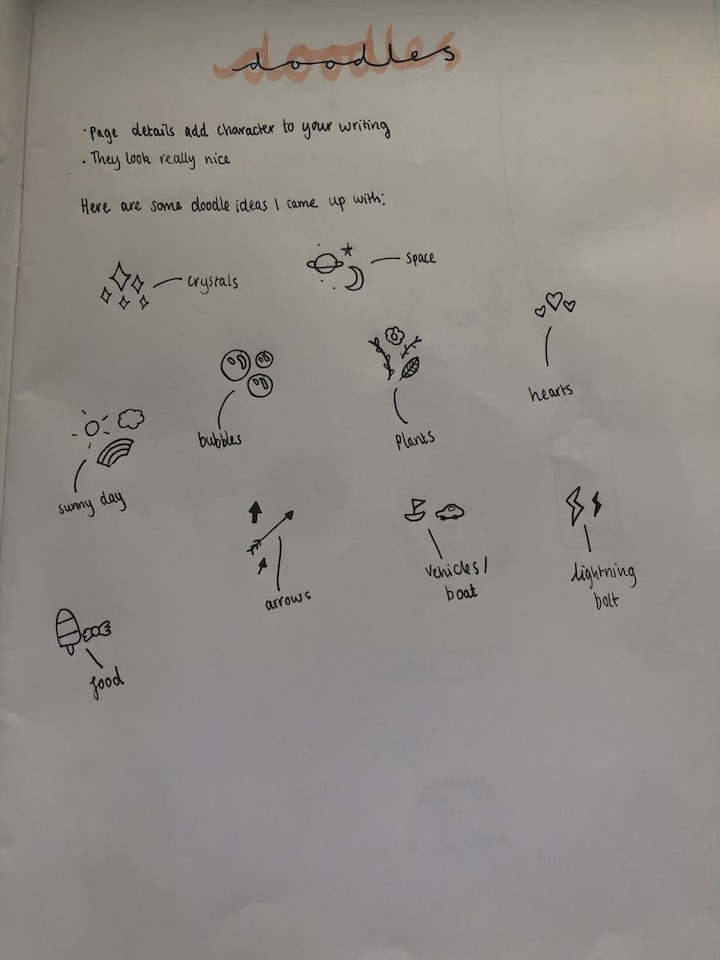 doodles
· Page details add character to your writing
. They look really nice
Here are some doodle ideas I came up with:
crystals
space
hearts
bubbles
Plants
sunny day
arrows
vehicles/
boat
lightning
bolt
food